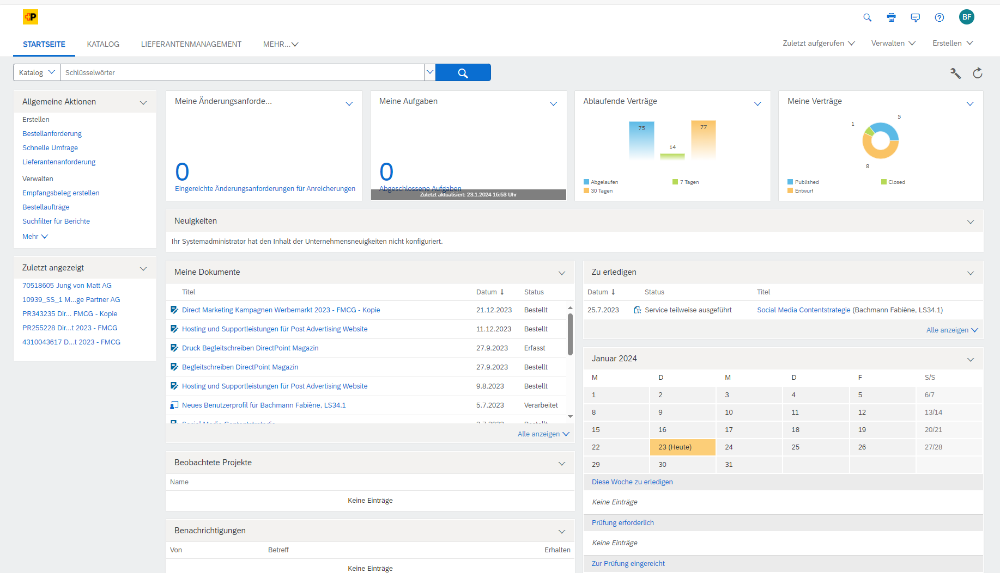 P
BF
STARTSEITE
KATALOG
LIEFERANTENMANAGEMENT
MEHR...
Zuletzt aufgerufen
Verwalten
Erstellen
Katalog
Schlüsselwörter
Allgemeine Aktionen
Erstellen
Bestellanforderung
Schnelle Umfrage
Lieferantenanforderung
Verwalten
Empfangsbeleg erstellen
Bestellaufträge
Suchfilter für Berichte
Mehr
Zuletzt angezeigt
70518605 Jung von Matt AG
10939_SS_1 M...ge Partner AG
PR343235 Dir... FMCG - Kopie
PR255228 Dir...t 2023 - FMCG
4310043617 D...t 2023 - FMCG
Meine Änderungsanforde...
0
Eingereichte Änderungsanforderungen für Anreicherungen
Meine Aufgaben
0
Abgeschlossene Aufgaben
Zuletzt aktualisiert: 23.1.2024 16:53 Uhr
Ablaufende Verträge
75
14
77
Abgelaufen
7 Tagen
30 Tagen
Meine Verträge
5
1
8
Published
Closed
Entwurf
Neuigkeiten
Ihr Systemadministrator hat den Inhalt der Unternehmensneuigkeiten nicht konfiguriert.
Meine Dokumente
Titel Datum Status
Direct Marketing Kampagnen Werbemarkt 2023 - FMCG - Kopie 21.12.2023 Bestellt
Hosting und Supportleistungen für Post Advertising Website 11.12.2023 Bestellt
Druck Begleitschreiben DirectPoint Magazin 27.9.2023 Erfasst
Begleitschreiben DirectPoint Magazin 27.9.2023 Bestellt
Hosting und Supportleistungen für Post Advertising Website 9.8.2023 Bestellt
Neues Benutzerprofil für Bachmann Fabiène, LS34.1 5.7.2023 Verarbeitet
Social Media Contentstrategie 3.7.2023 Bestellt
Alle anzeigen
Beobachtete Projekte
Name
Keine Einträge
Benachrichtigungen
Von Betreff Erhalten
Keine Einträge
Zu erledigen
Datum Status Titel
25.7.2023 Service teilweise ausgeführt Social Media Contentstrategie (Bachmann Fabiène, LS34.1)
Alle anzeigen
Januar 2024
M D M D F S/S
1 2 3 4 5 6/7
8 9 10 11 12 13/14
15 16 17 18 19 20/21
22 23 (Heute) 24 25 26 27/28
29 30 31
Diese Woche zu erledigen
Keine Einträge
Prüfung erforderlich
Keine Einträge
Zur Prüfung eingereicht